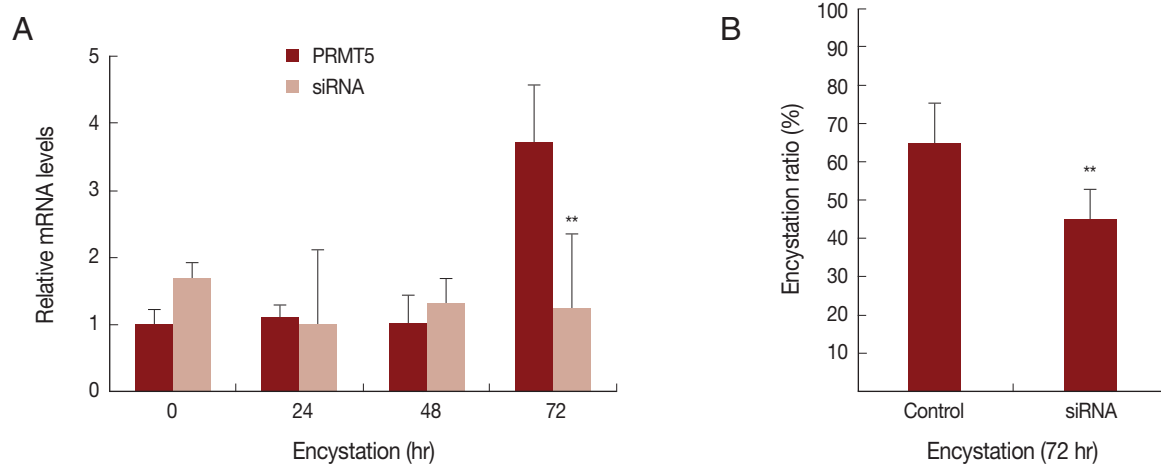 A
PRMT5
siRNA
Relative mRNA levels
5
4
3
2
1
0
**
0 24 48 72
Encystation (hr)
B
Encystation ratio (%)
100
90
80
70
60
50
40
30
20
10
**
Control siRNA
Encystation (72 hr)